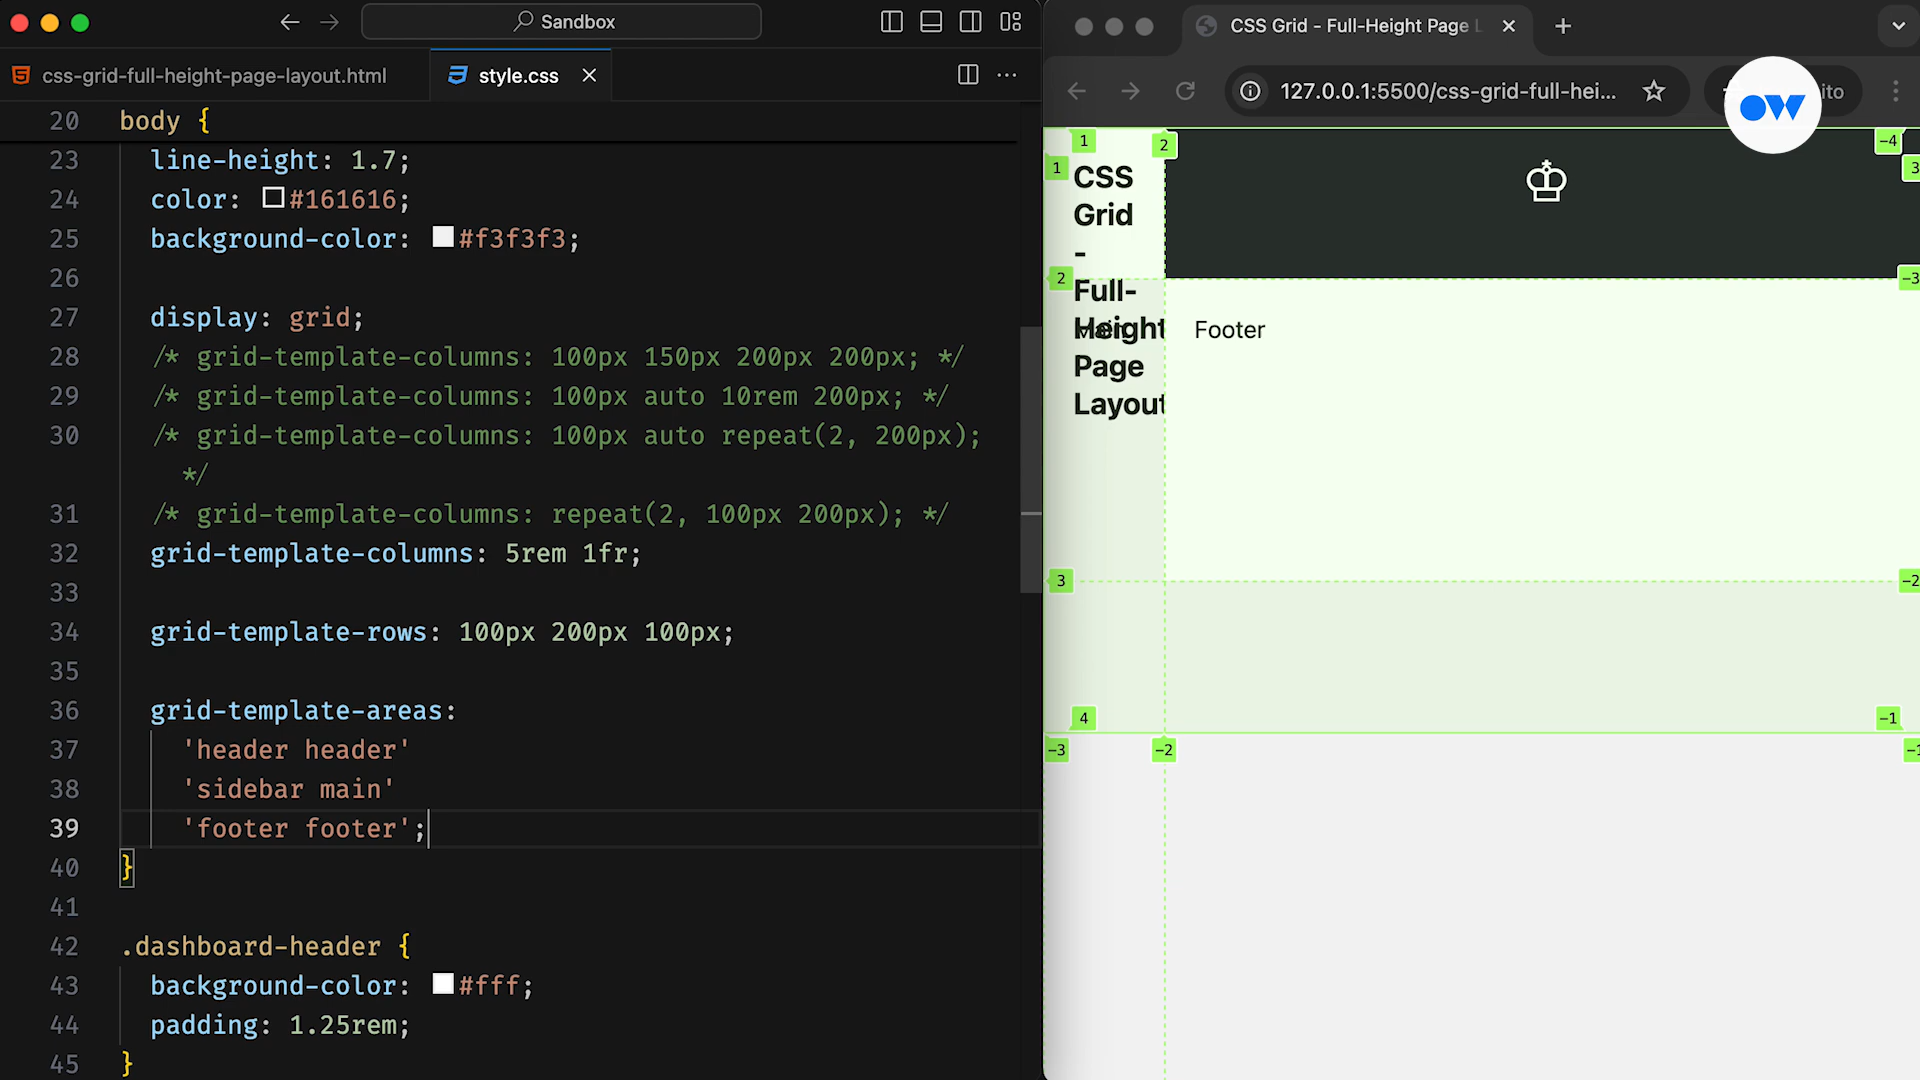 Sandbox
css-grid-full-height-page-layout.html
style.css
20 body {
23 line-height: 1.7;
24 color: #161616;
25 background-color: #f3f3f3;
26
27 display: grid;
28 /* grid-template-columns: 100px 150px 200px 200px; */
29 /* grid-template-columns: 100px auto 10rem 200px; */
30 /* grid-template-columns: 100px auto repeat(2, 200px);
*/
31 /* grid-template-columns: repeat(2, 100px 200px); */
32 grid-template-columns: 5rem 1fr;
33
34 grid-template-rows: 100px 200px 100px;
35
36 grid-template-areas:
37 'header header'
38 'sidebar main'
39 'footer footer';
40 }
41
42 .dashboard-header {
43 background-color: #fff;
44 padding: 1.25rem;
45 }
CSS Grid - Full-Height Page L
127.0.0.1:5500/css-grid-full-hei...
ito
OW
1 2 -4
1 3
CSS
Grid
-
2 -3
Full-
Height
Footer
Page
Layout
3 -2
4 -1
-3 -2 -1